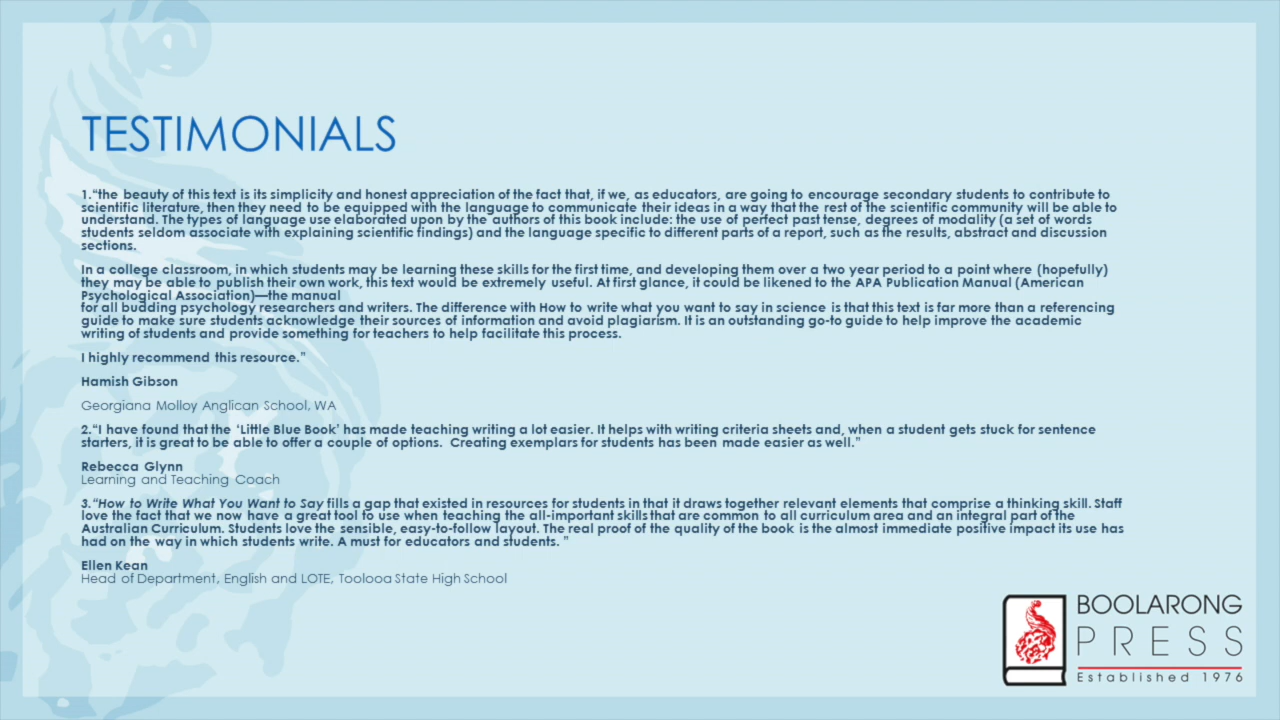 TESTIMONIALS
1.“the beauty of this text is its simplicity and honest appreciation of the fact that, if we, as educators, are going to encourage secondary students to contribute to
scientific literature, then they need to be equipped with the language to communicate their ideas in a way that the rest of the scientific community will be able to
understand. The types of language use elaborated upon by the authors of this book include: the use of perfect past tense, degrees of modality (a set of words
students seldom associate with explaining scientific findings) and the language specific to different parts of a report, such as the results, abstract and discussion
sections.
In a college classroom, in which students may be learning these skills for the first time, and developing them over a two year period to a point where (hopefully)
they may be able to publish their own work, this text would be extremely useful. At first glance, it could be likened to the APA Publication Manual (American
Psychological Association)—the manual
for all budding psychology researchers and writers. The difference with How to write what you want to say in science is that this text is far more than a referencing
guide to make sure students acknowledge their sources of information and avoid plagiarism. It is an outstanding go-to guide to help improve the academic
writing of students and provide something for teachers to help facilitate this process.
I highly recommend this resource.”
Hamish Gibson
Georgiana Molloy Anglican School, WA
2.“I have found that the ‘Little Blue Book’ has made teaching writing a lot easier. It helps with writing criteria sheets and, when a student gets stuck for sentence
starters, it is great to be able to offer a couple of options.  Creating exemplars for students has been made easier as well.”
Rebecca Glynn
Learning and Teaching Coach
3.“How to Write What You Want to Say fills a gap that existed in resources for students in that it draws together relevant elements that comprise a thinking skill. Staff
love the fact that we now have a great tool to use when teaching the all-important skills that are common to all curriculum area and an integral part of the
Australian Curriculum. Students love the sensible, easy-to-follow layout. The real proof of the quality of the book is the almost immediate positive impact its use has
had on the way in which students write. A must for educators and students. ”
Ellen Kean
Head of Department, English and LOTE, Toolooa State High School
BOOLARONG
PRESS
Established 1976